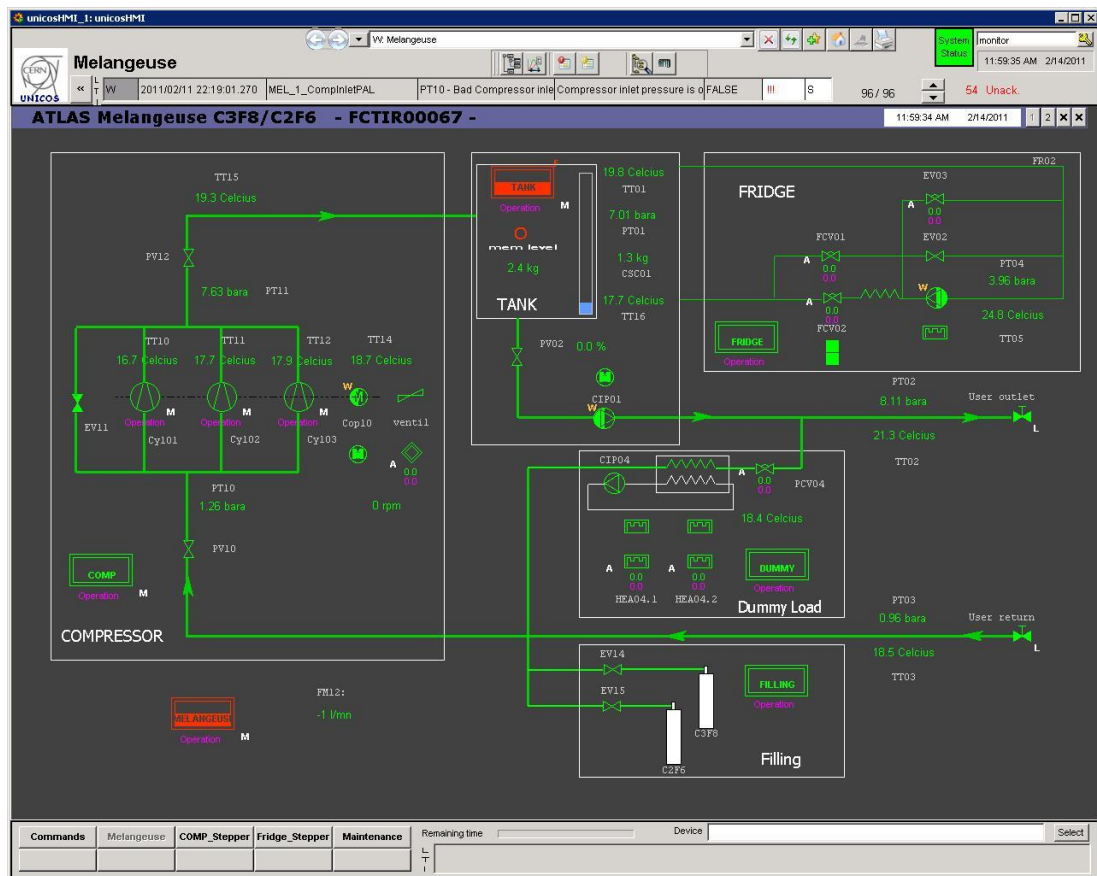 unicosHMI_1: unicosHMI
W: Melangeuse
System Status
monitor
CERN
Melangeuse
11:59:35 AM 2/14/2011
UNICOS
«
L
T
I
W 2011/02/11 22:19:01.270 MEL_1_CompInletPAL PT10 - Bad Compressor inle Compressor inlet pressure is o FALSE !!! S 96 / 96 54 Unack.
ATLAS Melangeuse C3F8/C2F6 - FCTIR00067 -
11:59:34 AM 2/14/2011 1 2
TT15
19.3 Celcius
PV12
7.63 bara PT11
TT10 TT11 TT12 TT14
16.7 Celcius 17.7 Celcius 17.9 Celcius 18.7 Celcius
W
M M M
Operation Operation Operation
EV11 Cyl01 Cyl02 Cyl03 Cop10 ventil
A
0.0
0.0
PT10
1.26 bara
0 rpm
PV10
COMP
Operation M
COMPRESSOR
TANK
Operation M
mem level
2.4 kg
TANK
19.8 Celcius
TT01
7.01 bara
PT01
1.3 kg
CSC01
17.7 Celcius
TT16
PV02 0.0 %
CIP01
W
FRIDGE
FR02
EV03
A
0.0
0.0
FCV01
A
0.0
0.0
EV02
PT04
3.96 bara
W
A
0.0
0.0
FCV02
24.8 Celcius
TT05
FRIDGE
Operation
PT02
8.11 bara
User outlet
L
21.3 Celcius
TT02
CIP04
A
0.0
0.0
PCV04
18.4 Celcius
A
0.0
0.0
A
0.0
0.0
HEA04.1 HEA04.2
DUMMY
Operation
Dummy Load
PT03
0.96 bara
User return
L
18.5 Celcius
TT03
EV14
EV15
FILLING
Operation
C3F8
C2F6
Filling
FM12:
-1 l/mn
MELANGEUSE
Operation M
Commands Melangeuse COMP_Stepper Fridge_Stepper Maintenance
Remaining time
Device
Select
L
T
I